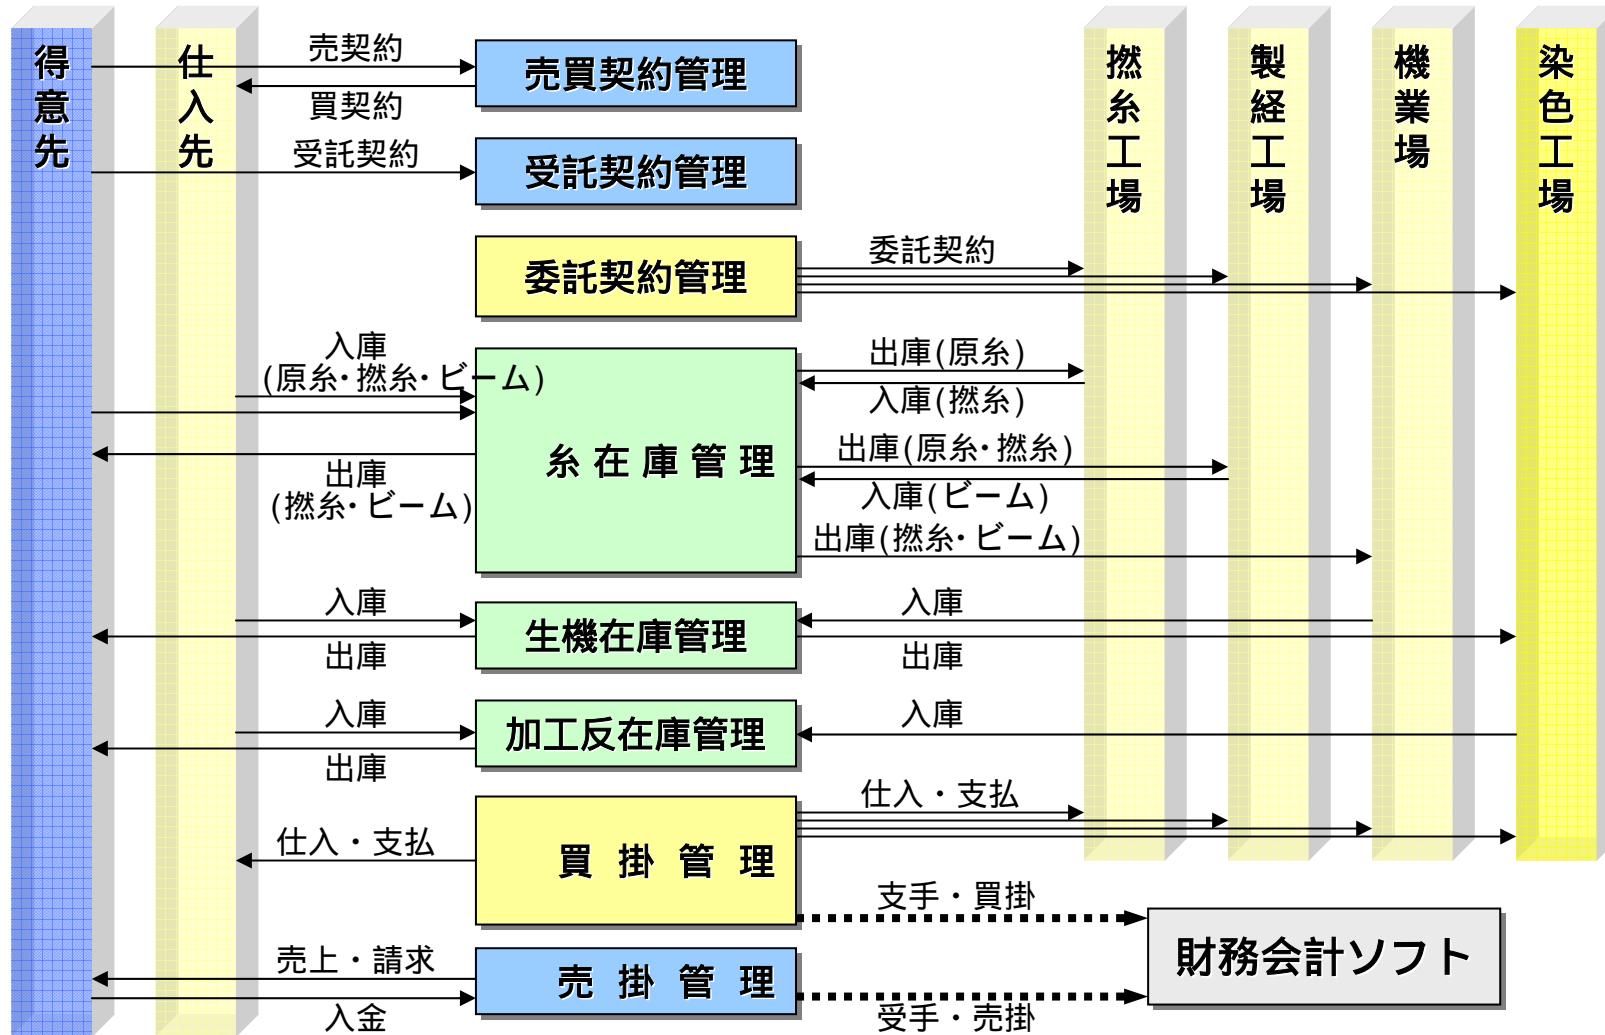 得意先
仕入先
撚糸工場
製経工場
機業場
染色工場
売契約
売買契約管理
買契約
受託契約
受託契約管理
委託契約管理
委託契約
入庫
(原糸・撚糸・ビーム)
出庫(原糸)
入庫(撚糸)
糸在庫管理
出庫
(撚糸・ビーム)
出庫(原糸・撚糸)
入庫(ビーム)
出庫(撚糸・ビーム)
入庫
生機在庫管理
入庫
出庫
出庫
入庫
加工反在庫管理
入庫
出庫
仕入・支払
買掛管理
仕入・支払
支手・買掛
財務会計ソフト
売上・請求
売掛管理
入金
受手・売掛